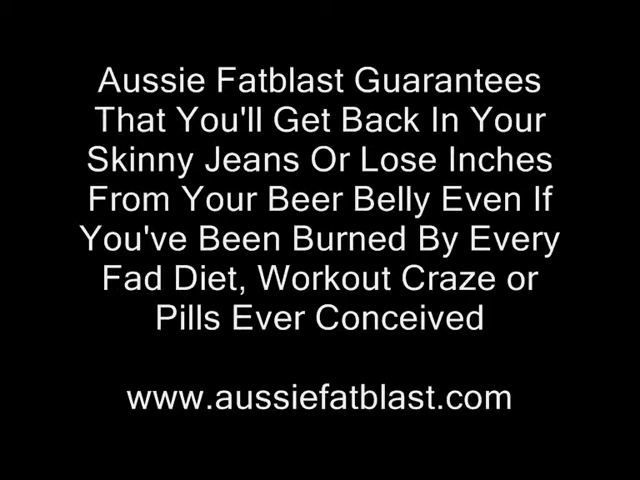 Aussie Fatblast Guarantees
That You'll Get Back In Your
Skinny Jeans Or Lose Inches
From Your Beer Belly Even If
You've Been Burned By Every
Fad Diet, Workout Craze or
Pills Ever Conceived
www.aussiefatblast.com